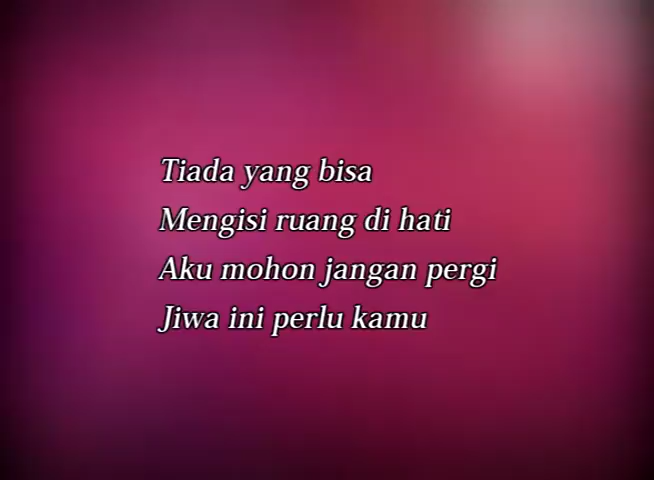 Tiada yang bisa
Mengisi ruang di hati
Aku mohon jangan pergi
Jiwa ini perlu kamu